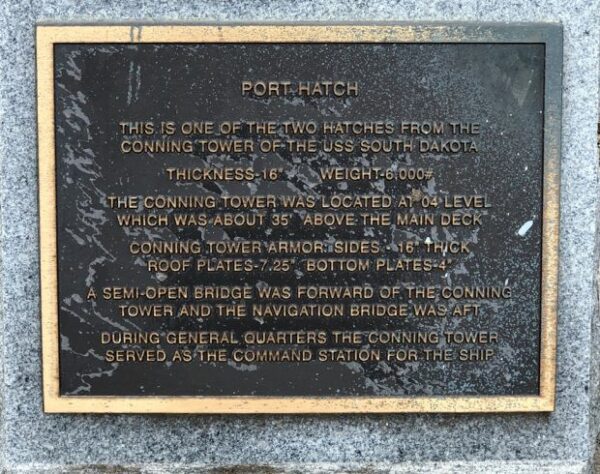 PORT HATCH
THIS IS ONE OF THE TWO HATCHES FROM THE
CONNING TOWER OF THE USS SOUTH DAKOTA
THICKNESS-16" WEIGHT-6,000#
THE CONNING TOWER WAS LOCATED AT 04 LEVEL
WHICH WAS ABOUT 35' ABOVE THE MAIN DECK
CONNING TOWER ARMOR: SIDES - 16" THICK
ROOF PLATES-7.25" BOTTOM PLATES-4"
A SEMI-OPEN BRIDGE WAS FORWARD OF THE CONNING
TOWER AND THE NAVIGATION BRIDGE WAS AFT
DURING GENERAL QUARTERS THE CONNING TOWER
SERVED AS THE COMMAND STATION FOR THE SHIP